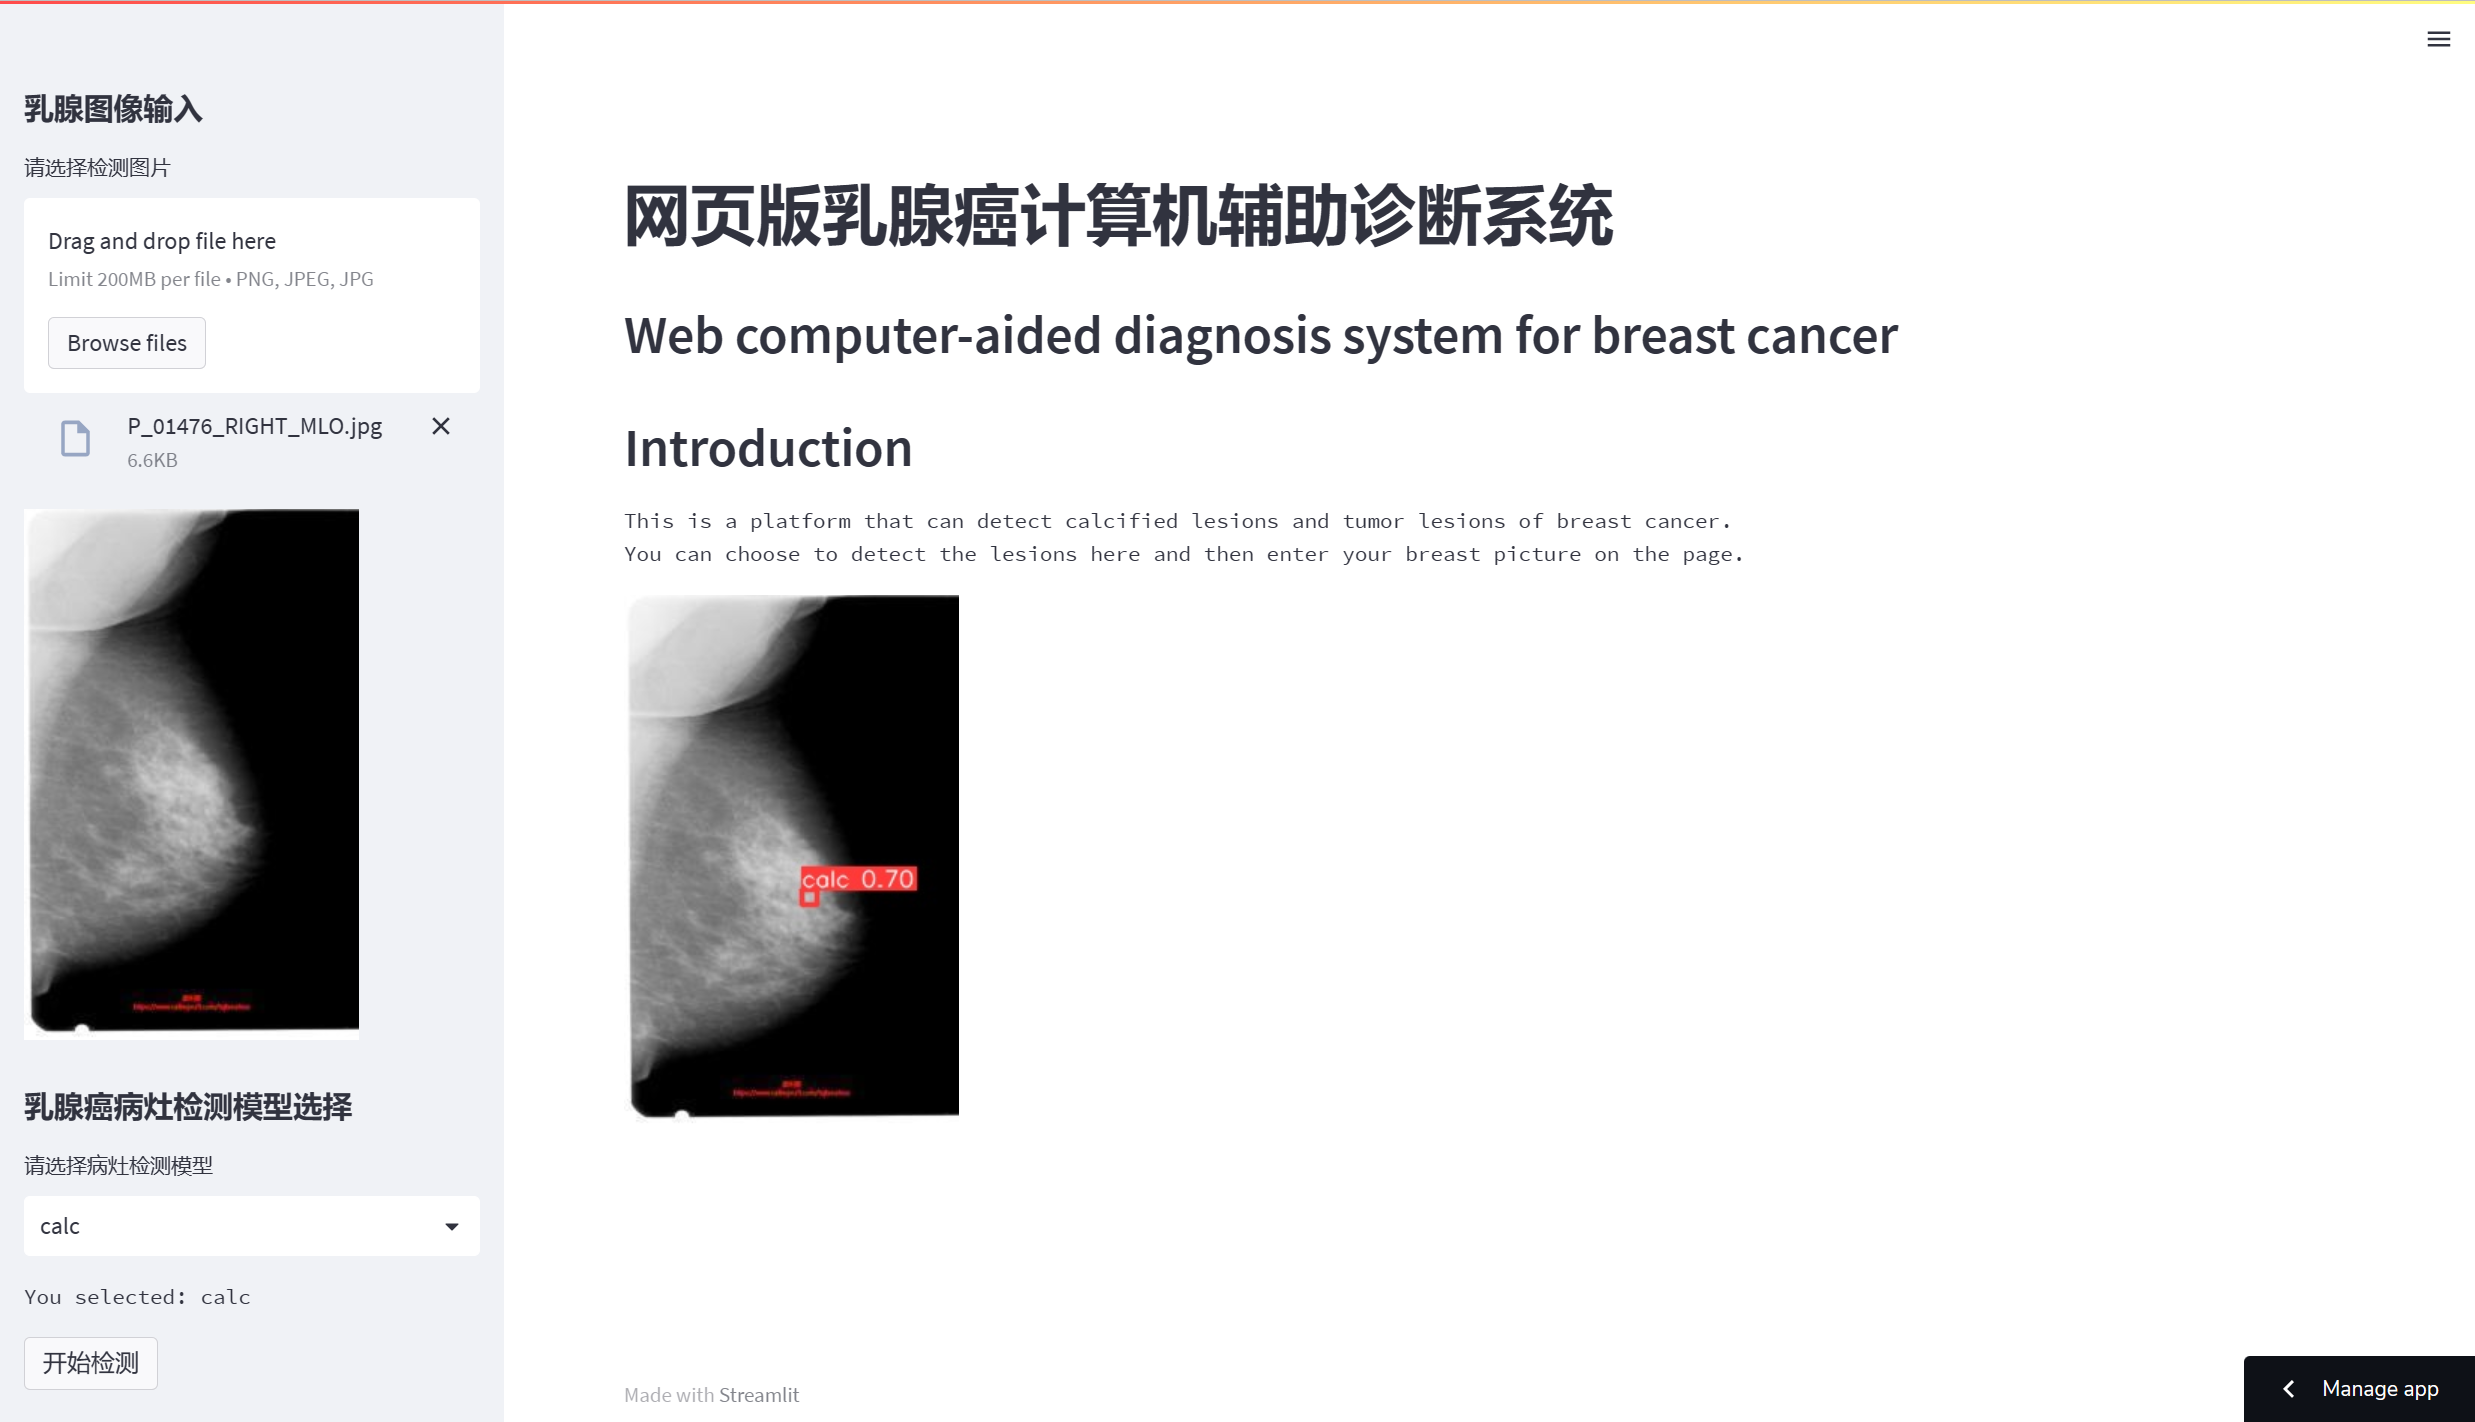 乳腺图像输入
请选择检测图片
Drag and drop file here
Limit 200MB per file • PNG, JPEG, JPG
Browse files
P_01476_RIGHT_MLO.jpg
6.6KB
乳腺癌病灶检测模型选择
请选择病灶检测模型
calc
You selected: calc
开始检测
网页版乳腺癌计算机辅助诊断系统
Web computer-aided diagnosis system for breast cancer
Introduction
This is a platform that can detect calcified lesions and tumor lesions of breast cancer.
You can choose to detect the lesions here and then enter your breast picture on the page.
calc 0.70
Made with Streamlit
Manage app